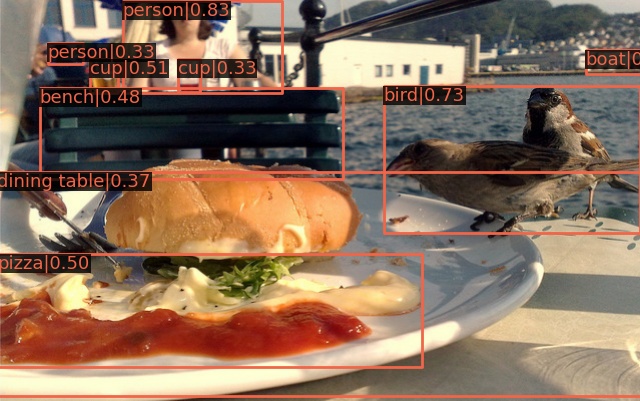 person|0.83
person|0.33
cup|0.51
cup|0.33
boat|0
bench|0.48
bird|0.73
dining table|0.37
pizza|0.50